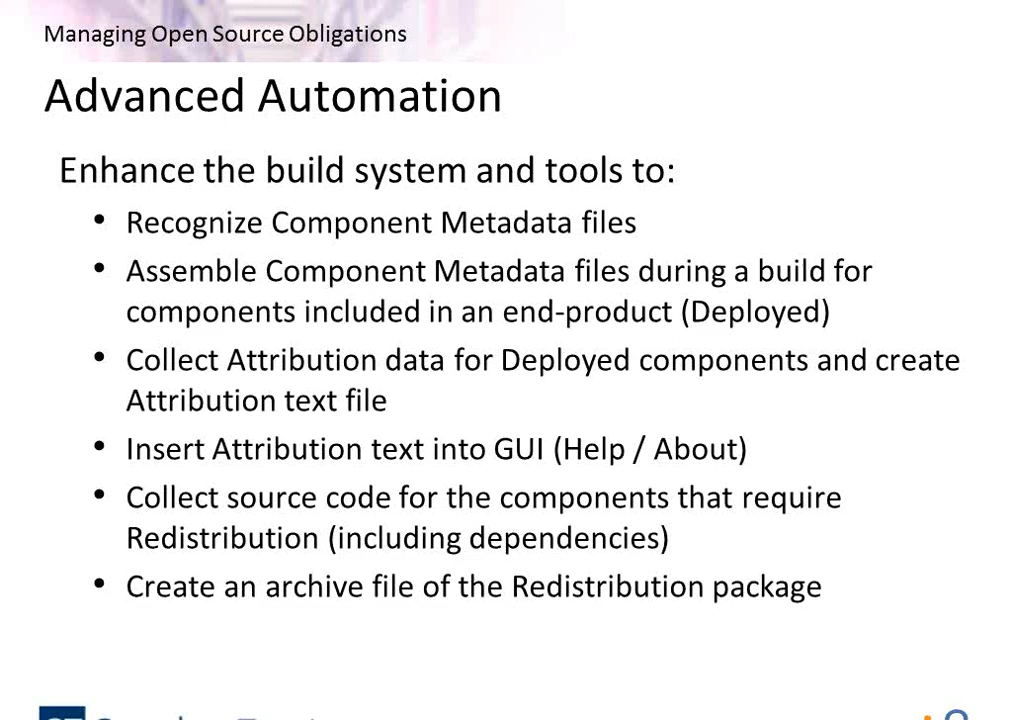 Managing Open Source Obligations
Advanced Automation
Enhance the build system and tools to:
• Recognize Component Metadata files
• Assemble Component Metadata files during a build for
components included in an end-product (Deployed)
• Collect Attribution data for Deployed components and create
Attribution text file
• Insert Attribution text into GUI (Help / About)
• Collect source code for the components that require
Redistribution (including dependencies)
• Create an archive file of the Redistribution package